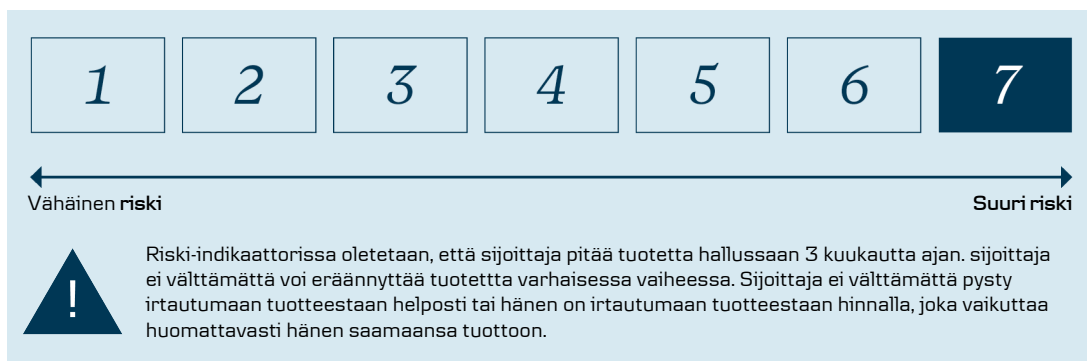 1 2 3 4 5 6 7
Vähäinen riski Suuri riski
Riski-indikaattorissa oletetaan, että sijoittaja pitää tuotetta hallussaan 3 kuukautta ajan. sijoittaja
ei välttämättä voi eräännyttää tuotettta varhaisessa vaiheessa. Sijoittaja ei välttämättä pysty
irtautumaan tuotteestaan helposti tai hänen on irtautumaan tuotteestaan hinnalla, joka vaikuttaa
huomattavasti hänen saamaansa tuottoon.
!